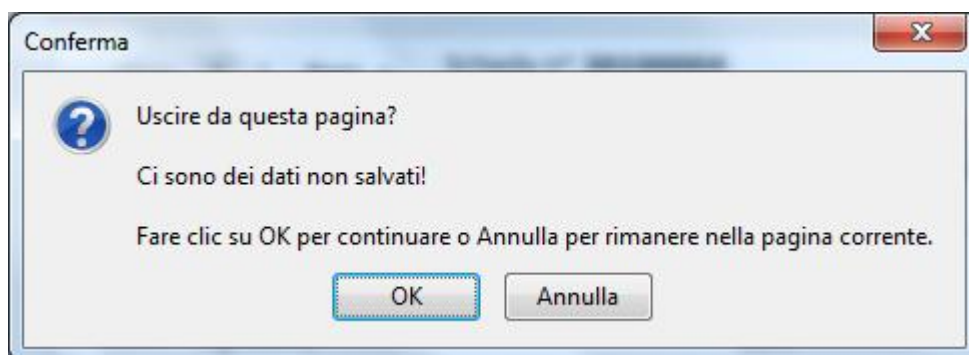 Conferma
Uscire da questa pagina?
Ci sono dei dati non salvati!
Fare clic su OK per continuare o Annulla per rimanere nella pagina corrente.
OK Annulla